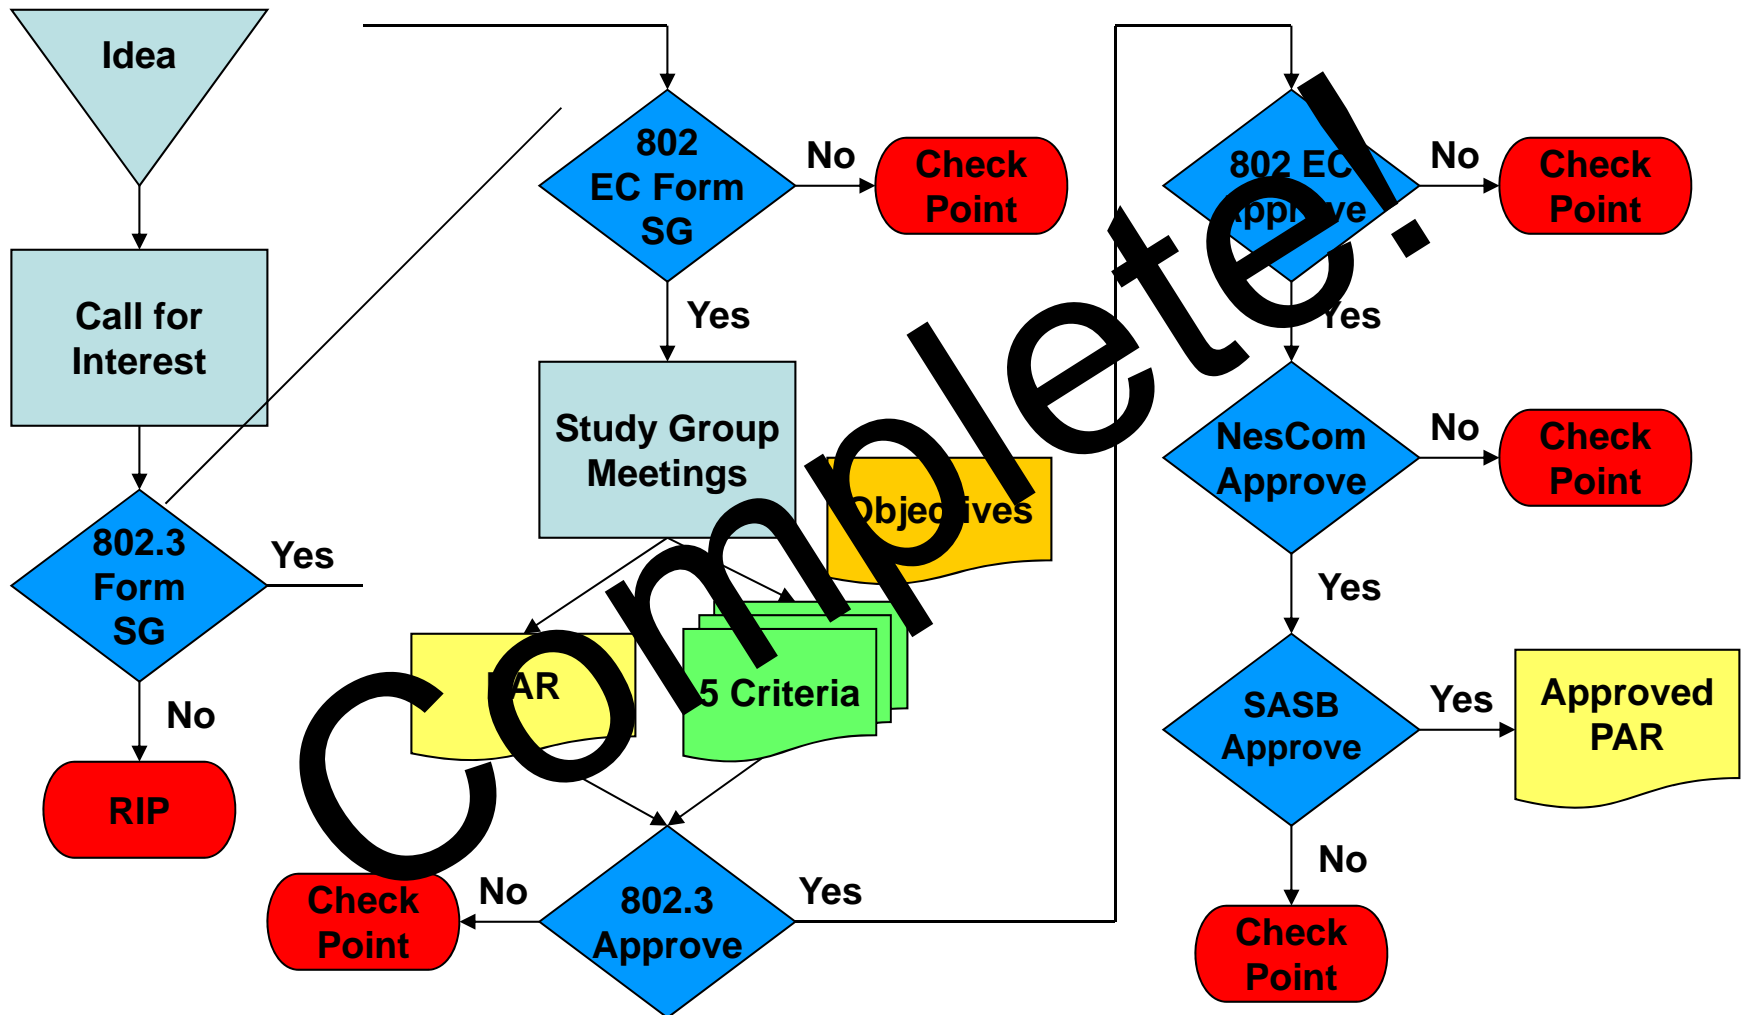 Idea
Call for
Interest
802.3
Form
SG
Yes
No
RIP
802
EC Form
SG
No
Check
Point
Yes
Study Group
Meetings
Objectives
PAR
5 Criteria
802.3
Approve
No
Check
Point
Yes
802 EC
Approve
No
Check
Point
Yes
NesCom
Approve
No
Check
Point
Yes
SASB
Approve
Yes
Approved
PAR
No
Check
Point
Complete!